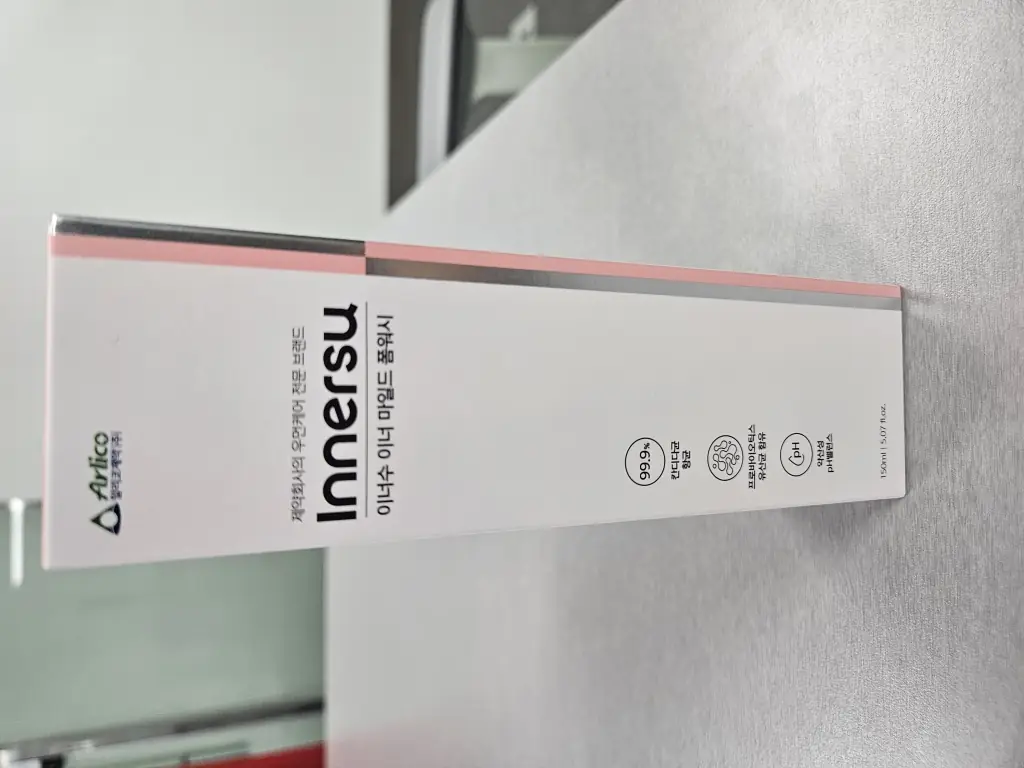 Arlico
알리코제약(주)
제약회사의 우먼케어 전문 브랜드
Innersu
이너수 이너 마일드 폼워시
99.9%
칸디다균
항균
프로바이오틱스
유산균 함유
pH
약산성
pH밸런스
150ml | 5.07 fl.oz.